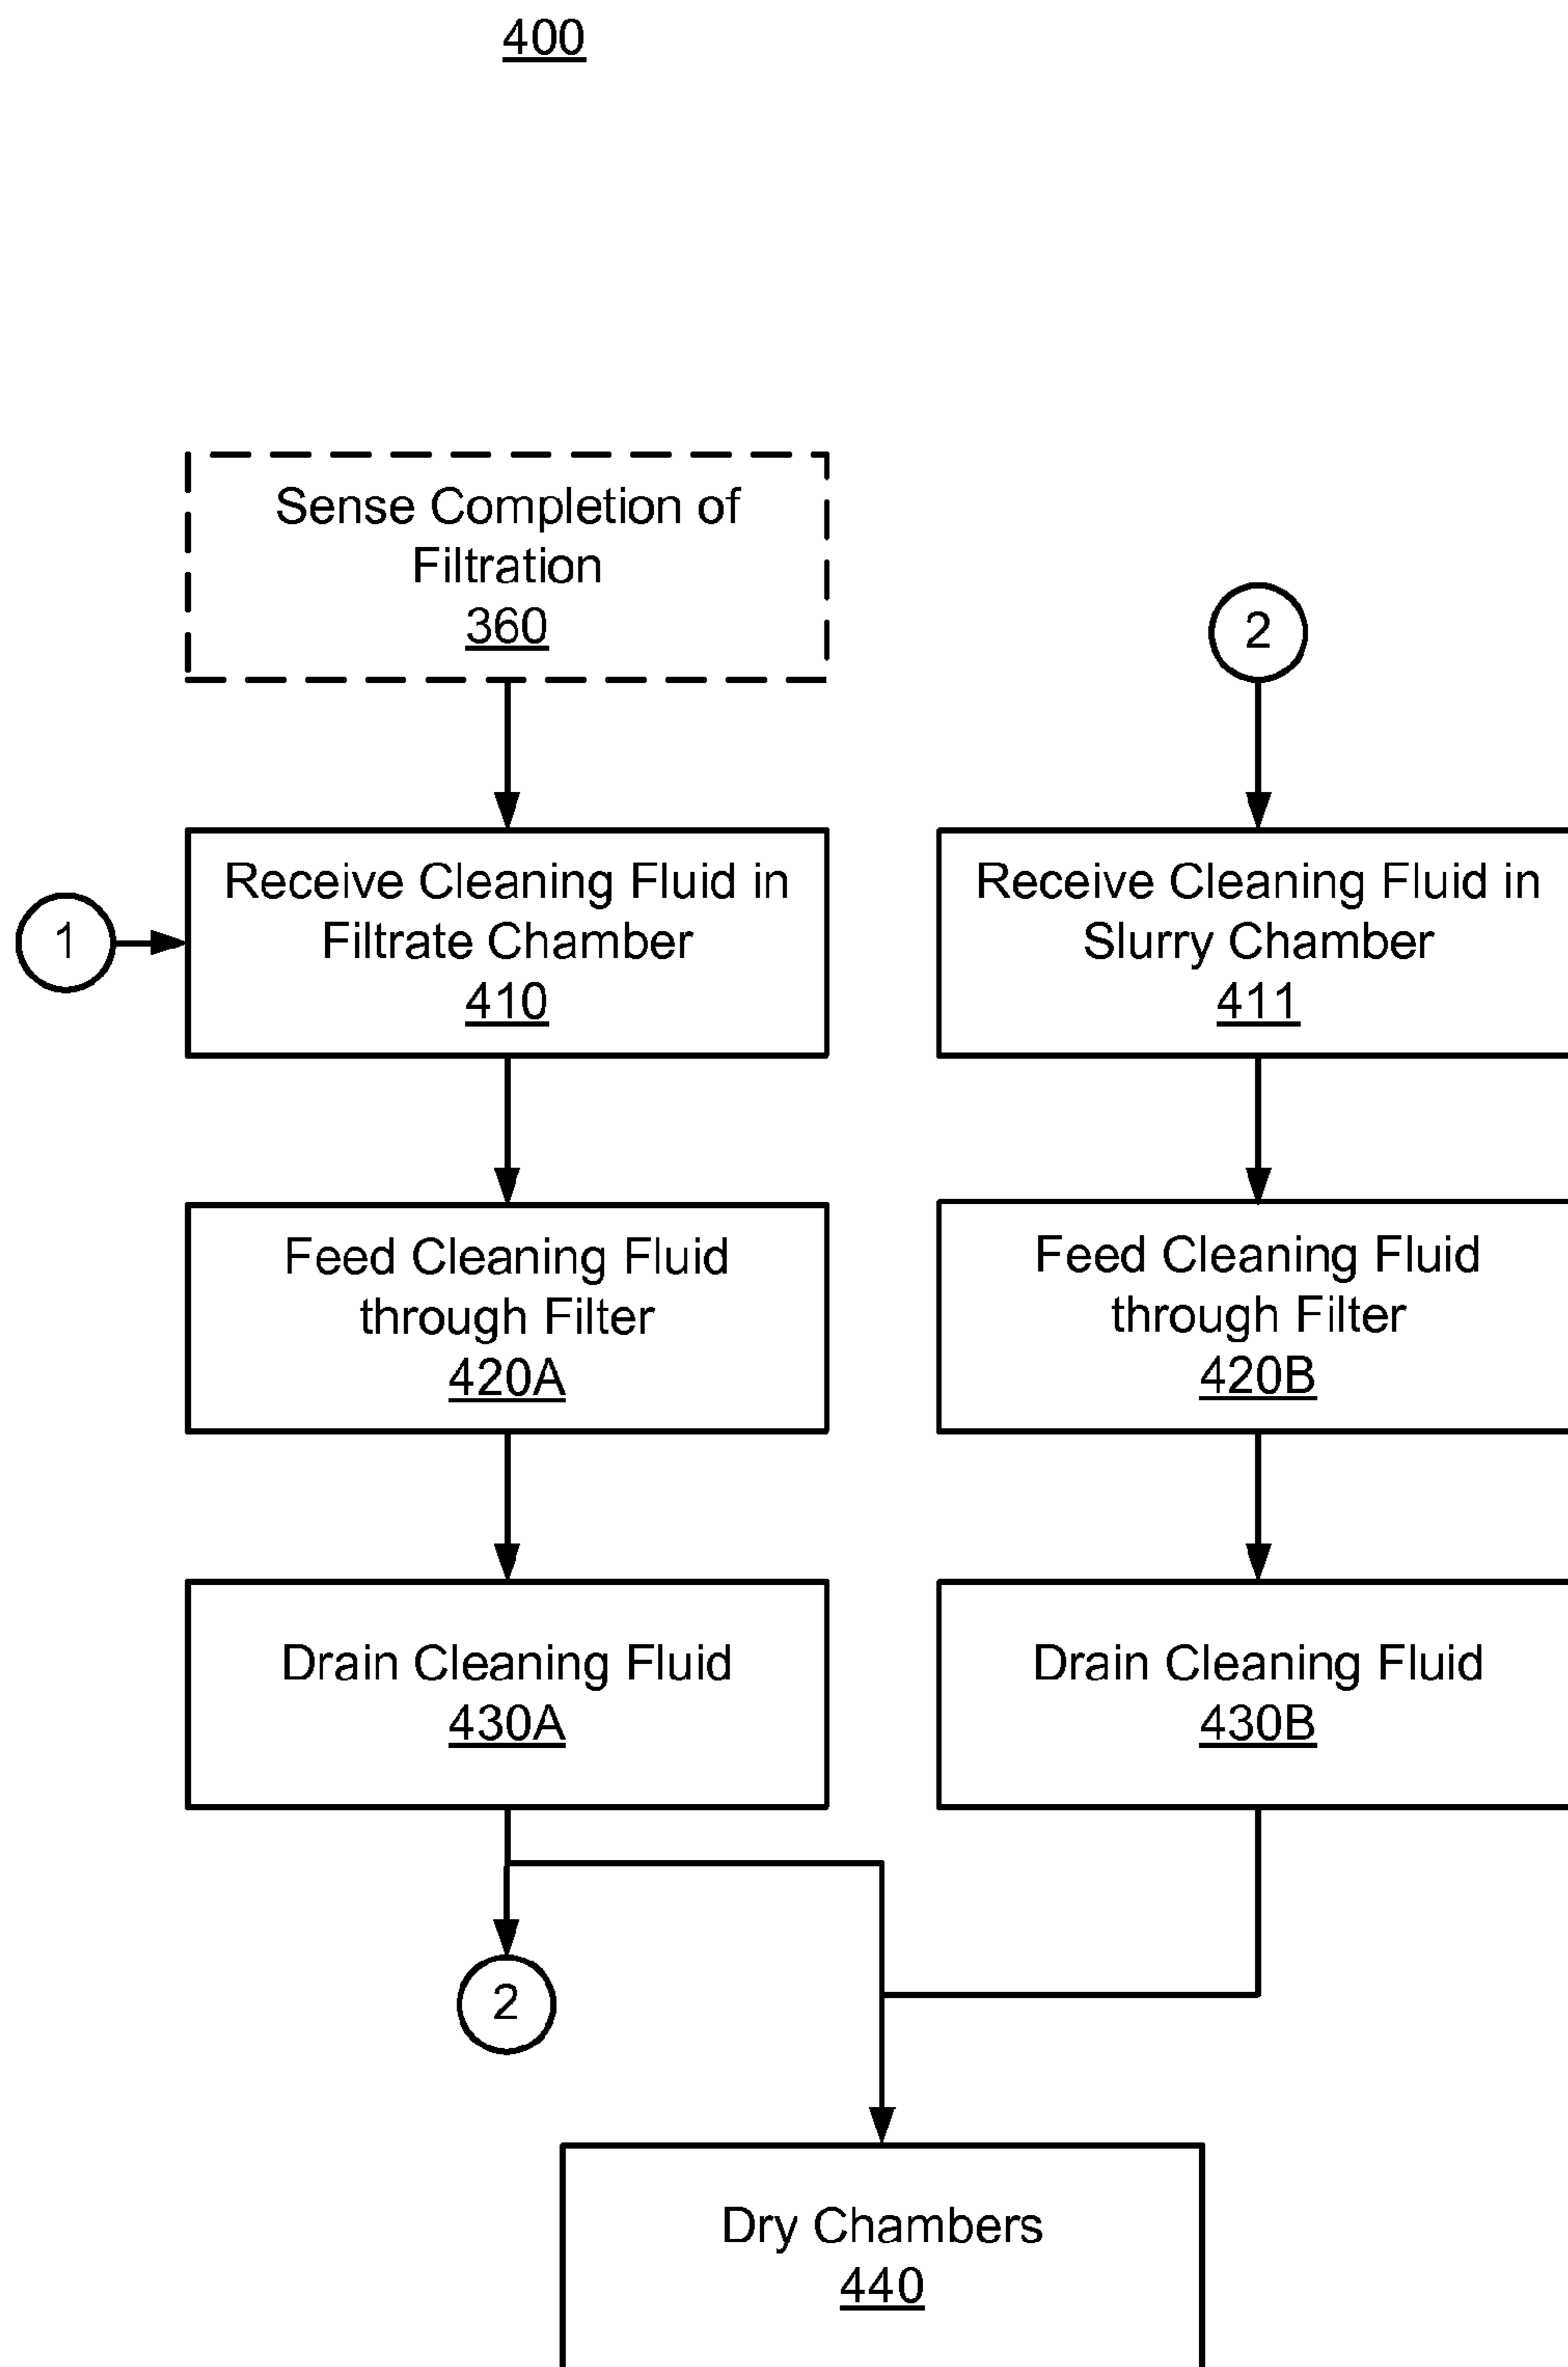 400
Sense Completion of
Filtration
360
2
1
Receive Cleaning Fluid in
Filtrate Chamber
410
Receive Cleaning Fluid in
Slurry Chamber
411
Feed Cleaning Fluid
through Filter
420A
Feed Cleaning Fluid
through Filter
420B
Drain Cleaning Fluid
430A
Drain Cleaning Fluid
430B
2
Dry Chambers
440